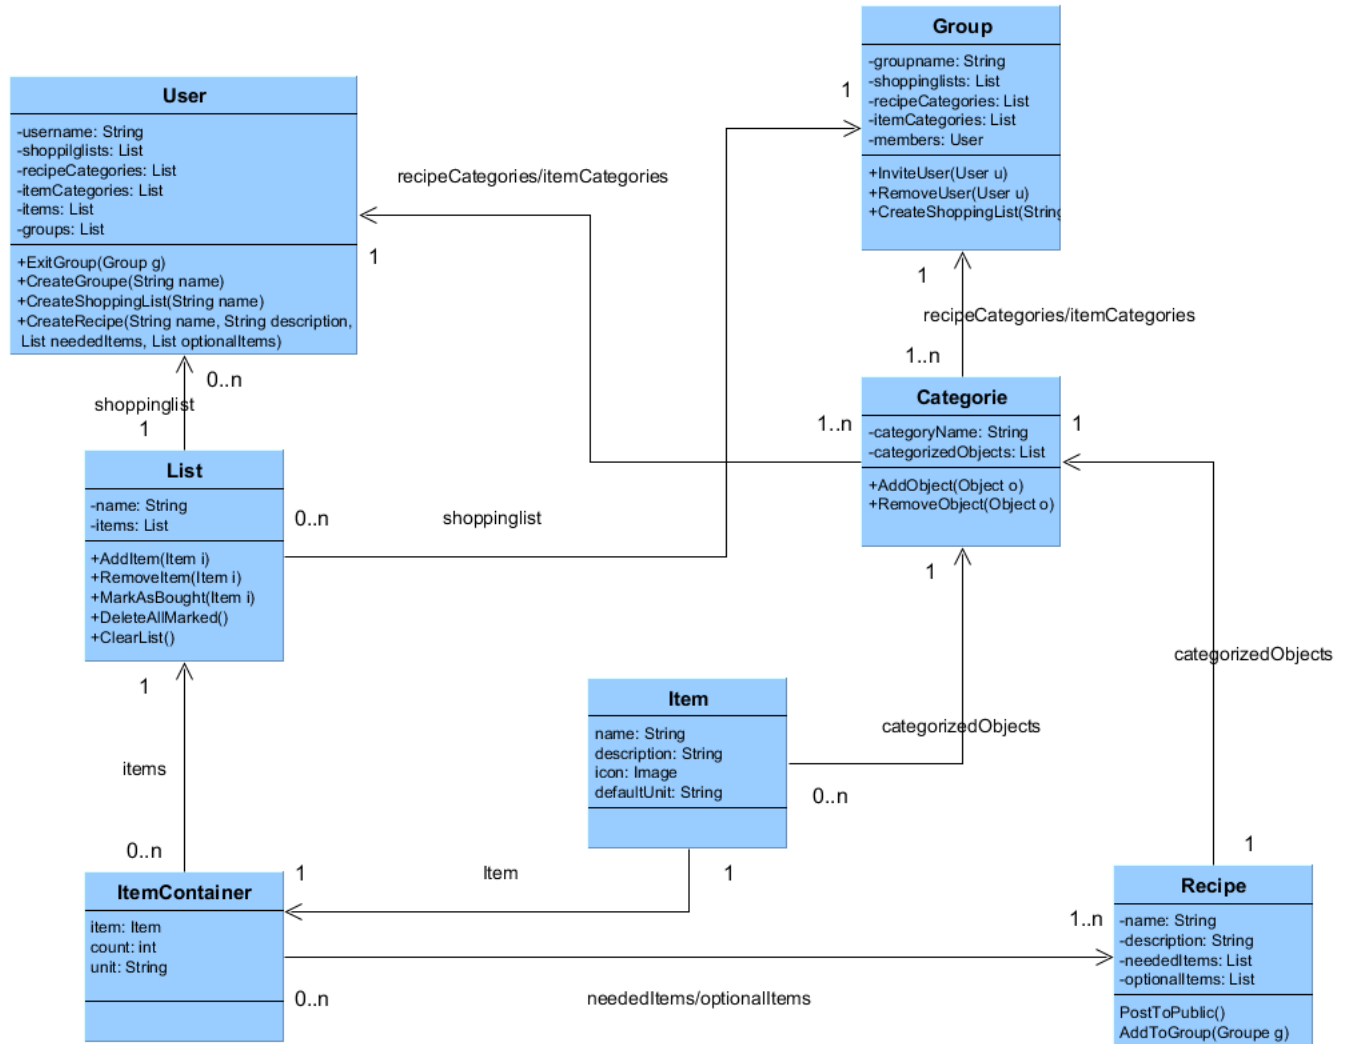 Group
-groupname: String
-shoppinglists: List
-recipeCategories: List
-itemCategories: List
-members: User
+InviteUser(User u)
+RemoveUser(User u)
+CreateShoppingList(String
1
User
-username: String
-shoppilglists: List
-recipeCategories: List
-itemCategories: List
-items: List
-groups: List
+ExitGroup(Group g)
+CreateGroupe(String name)
+CreateShoppingList(String name)
+CreateRecipe(String name, String description,
List neededItems, List optionalItems)
recipeCategories/itemCategories
1
1
recipeCategories/itemCategories
1..n
0..n
shoppinglist
1
Categorie
-categoryName: String
-categorizedObjects: List
+AddObject(Object o)
+RemoveObject(Object o)
1..n
1
1
List
-name: String
-items: List
+AddItem(Item i)
+RemoveItem(Item i)
+MarkAsBought(Item i)
+DeleteAllMarked()
+ClearList()
0..n
shoppinglist
1
items
0..n
Item
name: String
description: String
icon: Image
defaultUnit: String
categorizedObjects
0..n
categorizedObjects
1
ItemContainer
item: Item
count: int
unit: String
1
Item
1
0..n
neededItems/optionalItems
1..n
Recipe
-name: String
-description: String
-neededItems: List
-optionalItems: List
PostToPublic()
AddToGroup(Groupe g)